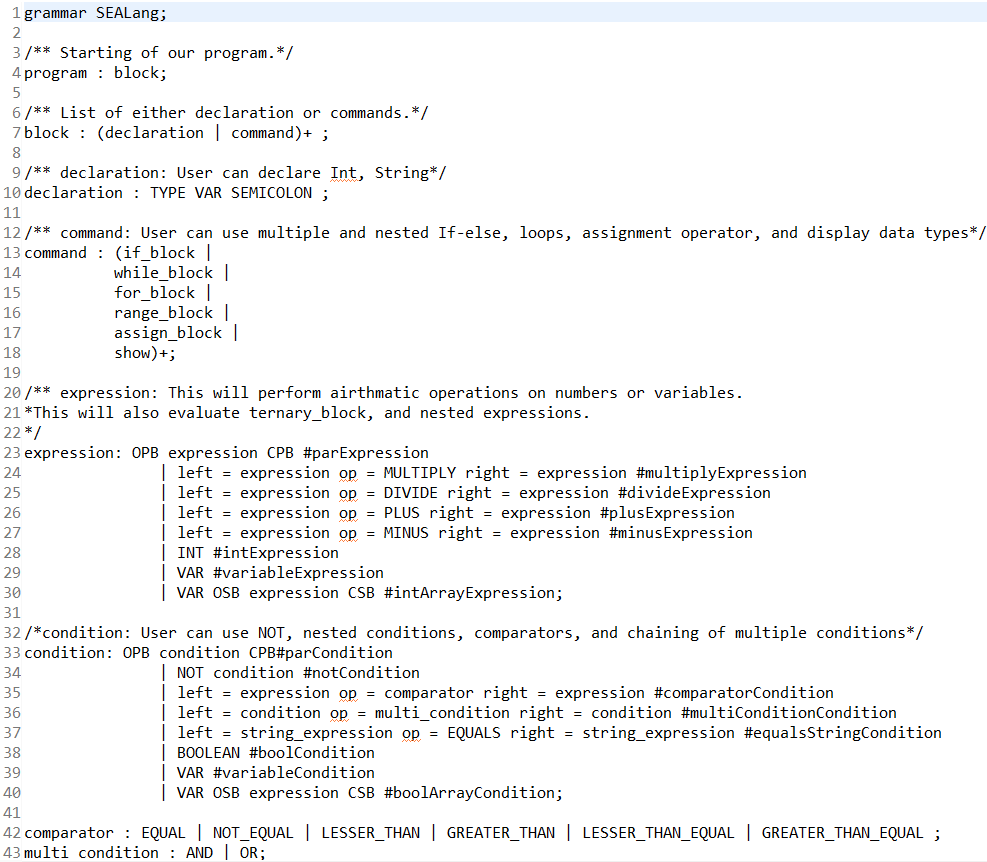 1 grammar SEALang;
2
3 /** Starting of our program.*/
4 program : block;
5
6 /** List of either declaration or commands.*/
7 block : (declaration | command)+ ;
8
9 /** declaration: User can declare Int, String*/
10 declaration : TYPE VAR SEMICOLON ;
11
12 /** command: User can use multiple and nested If-else, loops, assignment operator, and display data types*/
13 command : (if_block |
14           while_block |
15           for_block |
16           range_block |
17           assign_block |
18           show)+;
19
20 /** expression: This will perform airthmatic operations on numbers or variables.
21 *This will also evaluate ternary_block, and nested expressions.
22 */
23 expression: OPB expression CPB #parExpression
24                | left = expression op = MULTIPLY right = expression #multiplyExpression
25                | left = expression op = DIVIDE right = expression #divideExpression
26                | left = expression op = PLUS right = expression #plusExpression
27                | left = expression op = MINUS right = expression #minusExpression
28                | INT #intExpression
29                | VAR #variableExpression
30                | VAR OSB expression CSB #intArrayExpression;
31
32 /*condition: User can use NOT, nested conditions, comparators, and chaining of multiple conditions*/
33 condition: OPB condition CPB#parCondition
34                | NOT condition #notCondition
35                | left = expression op = comparator right = expression #comparatorCondition
36                | left = condition op = multi_condition right = condition #multiConditionCondition
37                | left = string_expression op = EQUALS right = string_expression #equalsStringCondition
38                | BOOLEAN #boolCondition
39                | VAR #variableCondition
40                | VAR OSB expression CSB #boolArrayCondition;
41
42 comparator : EQUAL | NOT_EQUAL | LESSER_THAN | GREATER_THAN | LESSER_THAN_EQUAL | GREATER_THAN_EQUAL ;
43 multi_condition : AND | OR;